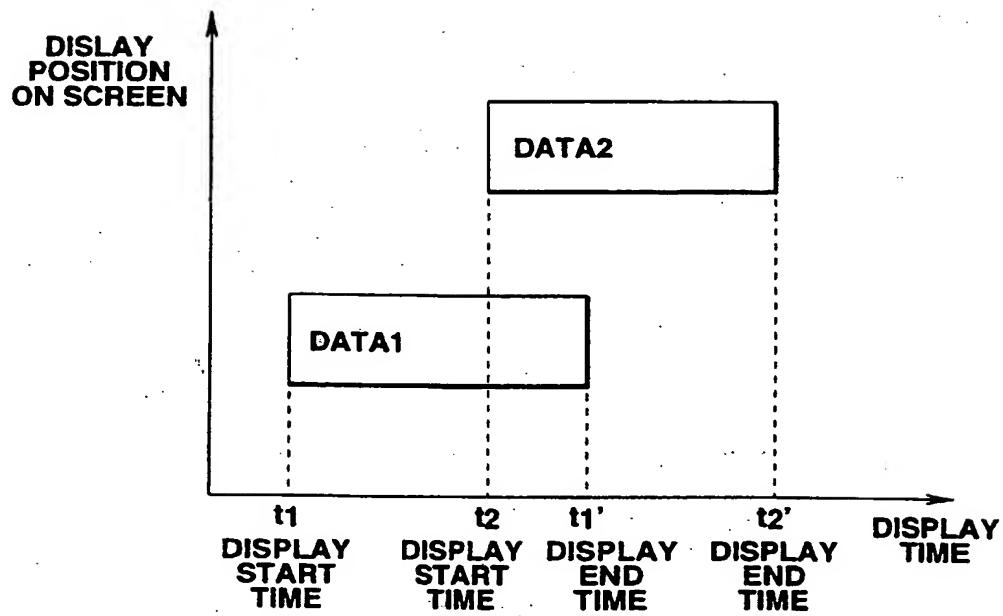 DISLAY
POSITION
ON SCREEN
DATA2
DATA1
t1
DISPLAY
START
TIME
t2
DISPLAY
START
TIME
t1'
DISPLAY
END
TIME
t2'
DISPLAY
END
TIME
DISPLAY
TIME